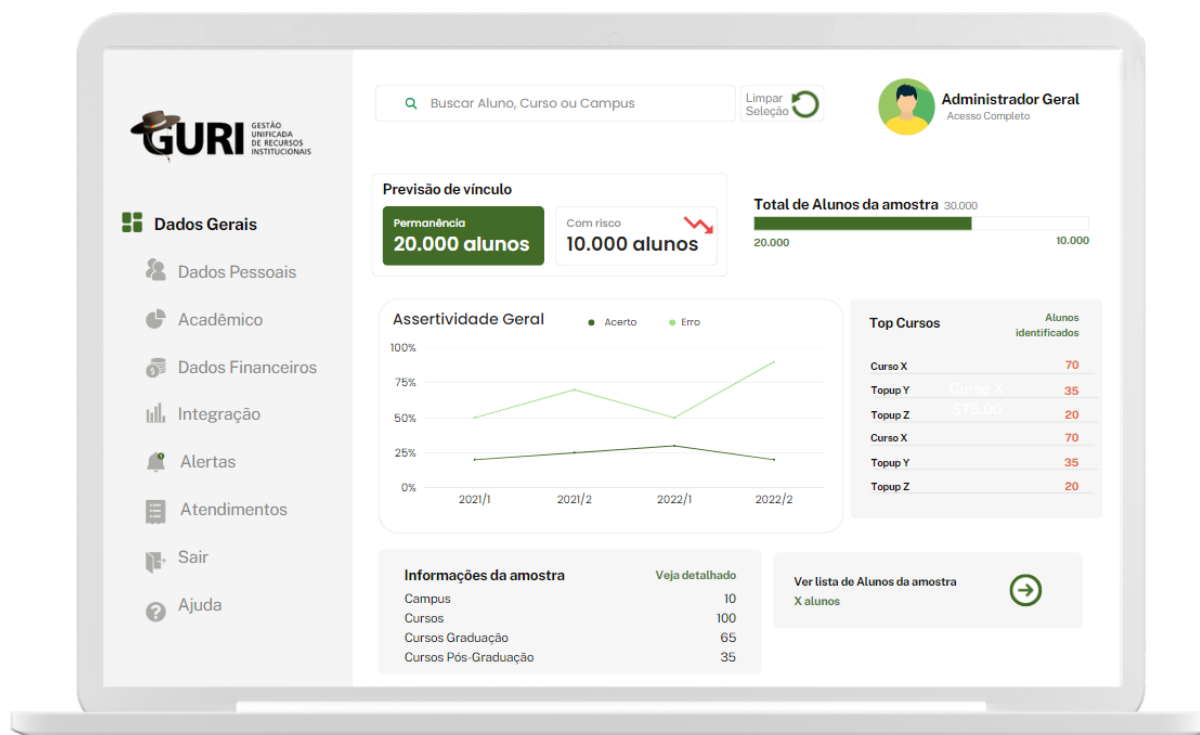 GURI
GESTÃO
UNIFICADA
DE RECURSOS
INSTITUCIONAIS
Dados Gerais
Dados Pessoais
Acadêmico
Dados Financeiros
Integração
Alertas
Atendimentos
Sair
Ajuda
Buscar Aluno, Curso ou Campus
Limpar
Seleção
Administrador Geral
Acesso Completo
Previsão de vínculo
Permanência
20.000 alunos
Com risco
10.000 alunos
Total de Alunos da amostra 30.000
20.000 10.000
Assertividade Geral
Acerto Erro
100%
75%
50%
25%
0%
2021/1 2021/2 2022/1 2022/2
Top Cursos
Alunos
identificados
Curso X 70
Topup Y 35
Topup Z 20
Curso X 70
Topup Y 35
Topup Z 20
Curso X
$75.00
Informações da amostra Veja detalhado
Campus 10
Cursos 100
Cursos Graduação 65
Cursos Pós-Graduação 35
Ver lista de Alunos da amostra
X alunos